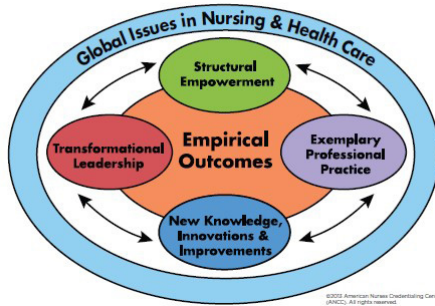 Global Issues in Nursing & Health Care
Structural
Empowerment
Transformational
Leadership
Empirical
Outcomes
Exemplary
Professional
Practice
New Knowledge,
Innovations &
Improvements
©2013 American Nurses Credentialing Cen
(ANCC). All rights reserved.